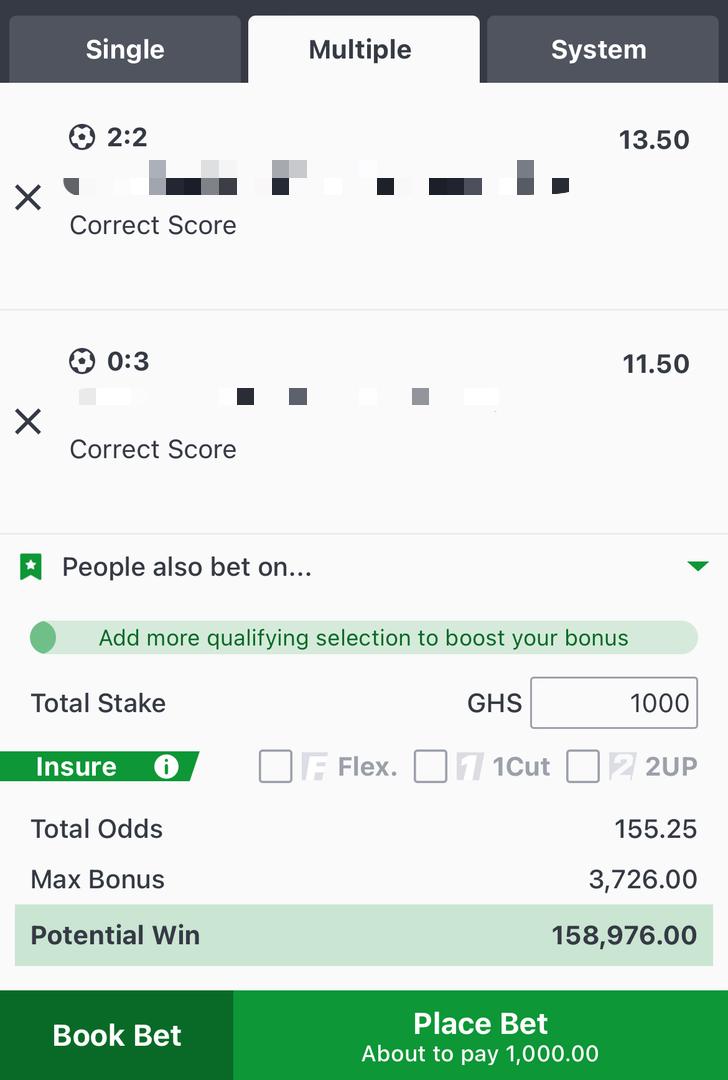 Single Multiple System
2:2 13.50
Correct Score
0:3 11.50
Correct Score
People also bet on...
Add more qualifying selection to boost your bonus
Total Stake GHS 1000
Insure i F Flex. 1 1Cut 2 2UP
Total Odds 155.25
Max Bonus 3,726.00
Potential Win 158,976.00
Book Bet Place Bet
About to pay 1,000.00